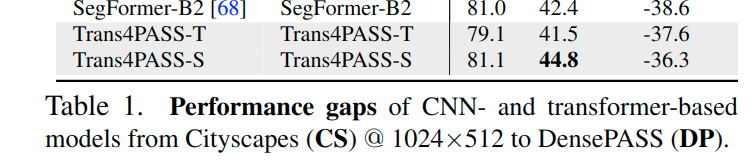 SegFormer-B2 [68] SegFormer-B2 81.0 42.4 -38.6
Trans4PASS-T Trans4PASS-T 79.1 41.5 -37.6
Trans4PASS-S Trans4PASS-S 81.1 44.8 -36.3
Table 1. Performance gaps of CNN- and transformer-based
models from Cityscapes (CS) @ 1024×512 to DensePASS (DP).